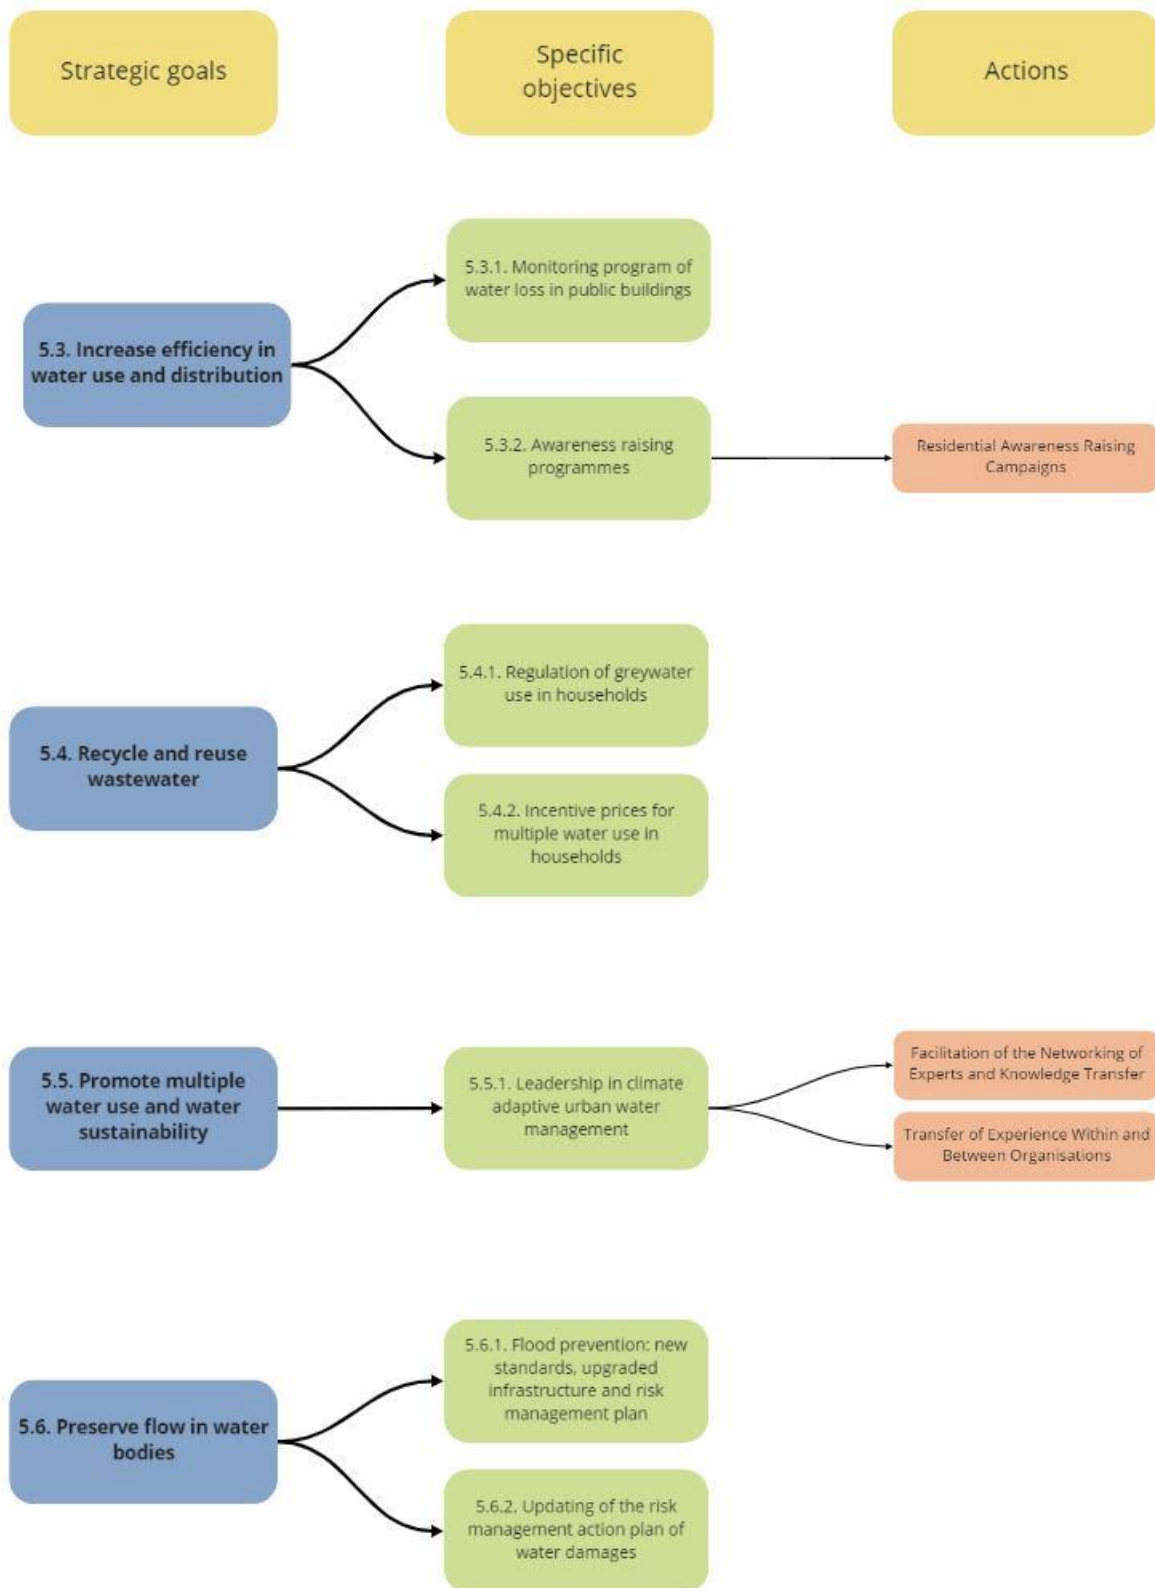 Strategic goals
Specific
objectives
Actions
5.3. Increase efficiency in
water use and distribution
5.3.1. Monitoring program of
water loss in public buildings
5.3.2. Awareness raising
programmes
Residential Awareness Raising
Campaigns
5.4. Recycle and reuse
wastewater
5.4.1. Regulation of greywater
use in households
5.4.2. Incentive prices for
multiple water use in
households
5.5. Promote multiple
water use and water
sustainability
5.5.1. Leadership in climate
adaptive urban water
management
Facilitation of the Networking of
Experts and Knowledge Transfer
Transfer of Experience Within and
Between Organisations
5.6. Preserve flow in water
bodies
5.6.1. Flood prevention: new
standards, upgraded
infrastructure and risk
management plan
5.6.2. Updating of the risk
management action plan of
water damages